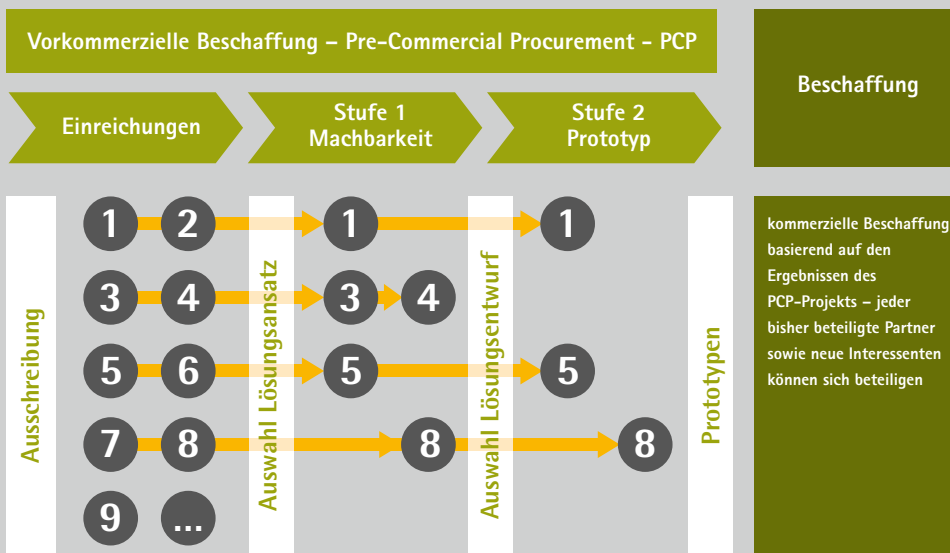 Vorkommerzielle Beschaffung – Pre-Commercial Procurement - PCP
Beschaffung
Einreichungen
Stufe 1
Machbarkeit
Stufe 2
Prototyp
Ausschreibung
1 2
3 4
5 6
7 8
9 ...
Auswahl Lösungsansatz
1
3 4
5
8
Auswahl Lösungsentwurf
1
5
8
Prototypen
kommerzielle Beschaffung
basierend auf den
Ergebnissen des
PCP-Projekts – jeder
bisher beteiligte Partner
sowie neue Interessenten
können sich beteiligen